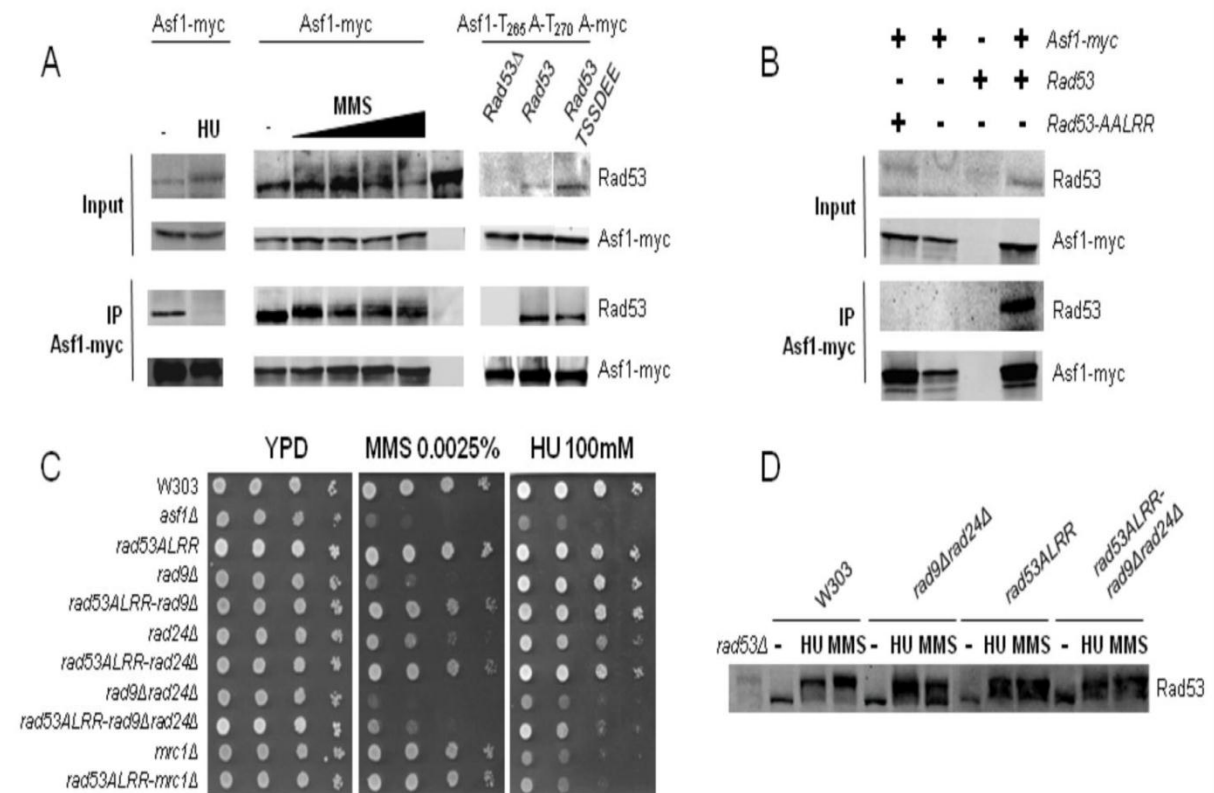 A
Asf1-myc
Asf1-myc
Asf1-T265 A-T270 A-myc
- HU
MMS
-
Rad53Δ
Rad53
Rad53 TSSDEE
Input
Rad53
Asf1-myc
IP
Asf1-myc
Rad53
Asf1-myc
B
+ + - + Asf1-myc
- - + + Rad53
+ - - - Rad53-AALRR
Input
Rad53
Asf1-myc
IP
Asf1-myc
Rad53
Asf1-myc
C
YPD MMS 0.0025% HU 100mM
W303
asf1Δ
rad53ALRR
rad9Δ
rad53ALRR-rad9Δ
rad24Δ
rad53ALRR-rad24Δ
rad9Δrad24Δ
rad53ALRR-rad9Δrad24Δ
mrc1Δ
rad53ALRR-mrc1Δ
D
W303
rad9Δrad24Δ
rad53ALRR
rad53ALRR-
rad9Δrad24Δ
rad53Δ - HU MMS - HU MMS - HU MMS - HU MMS
Rad53